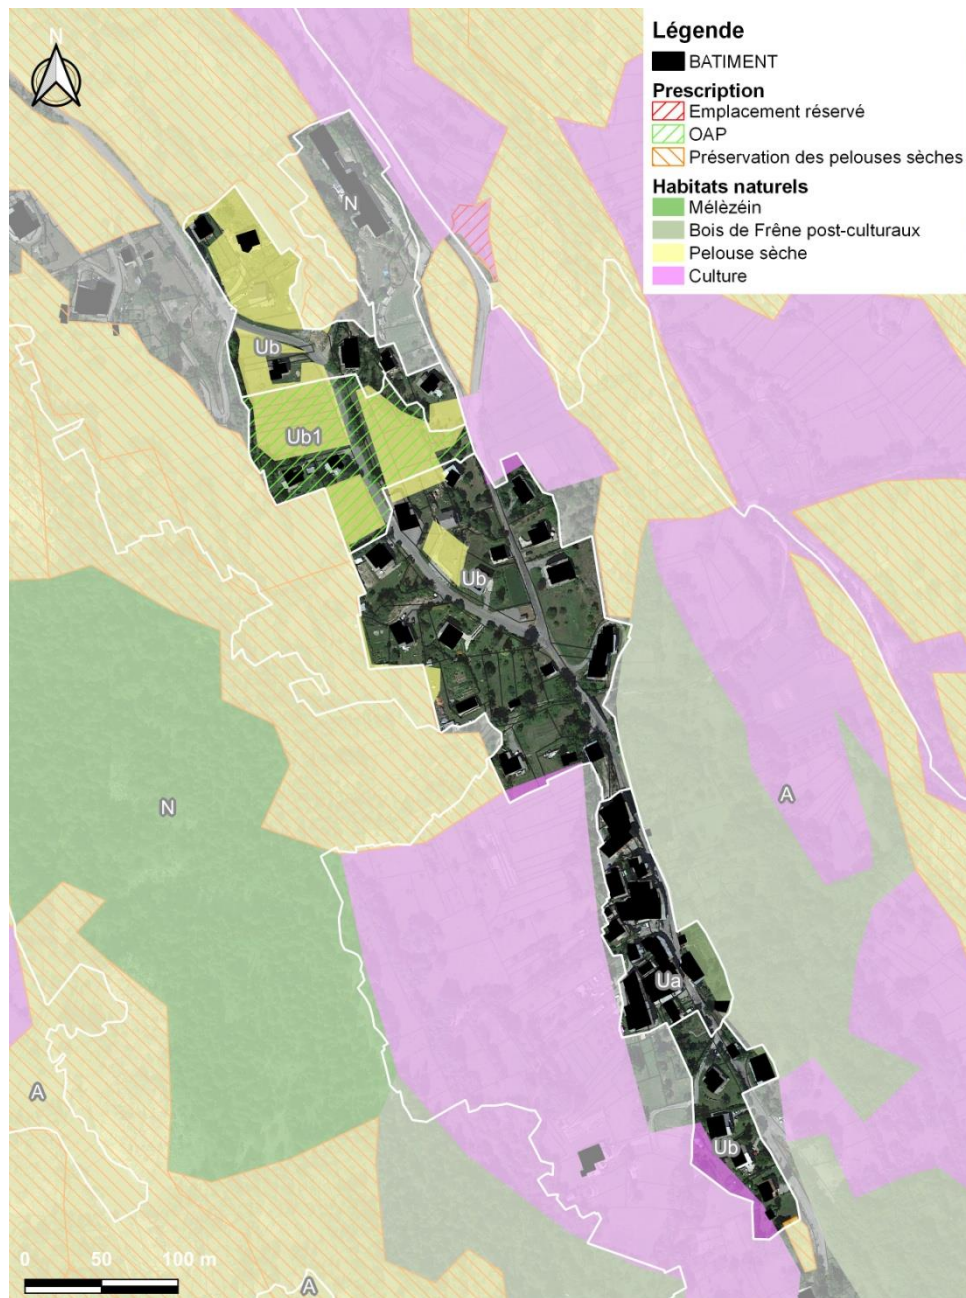 Légende
BATIMENT
Prescription
Emplacement réservé
OAP
Préservation des pelouses sèches
Habitats naturels
Mélèzéin
Bois de Frêne post-culturaux
Pelouse sèche
Culture
N
N
Ub
Ub1
Ub
N
A
Ua
A
Ub
0 50 100 m
A